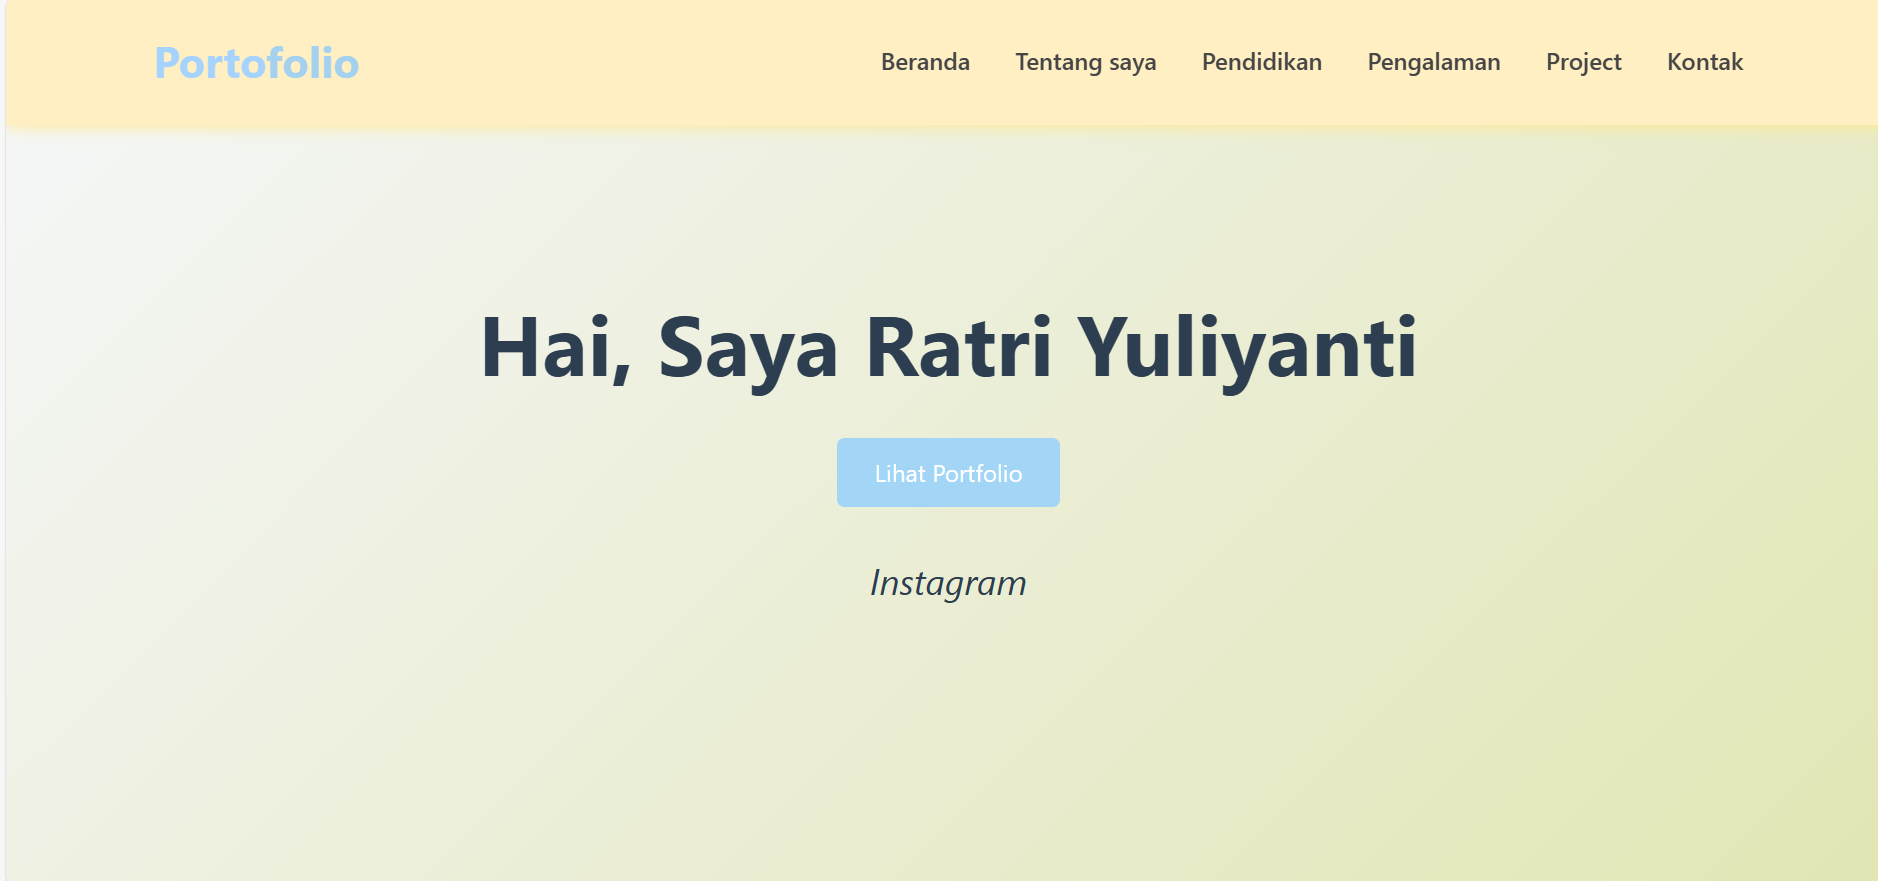 Portofolio
Beranda Tentang saya Pendidikan Pengalaman Project Kontak
Hai, Saya Ratri Yuliyanti
Lihat Portfolio
Instagram